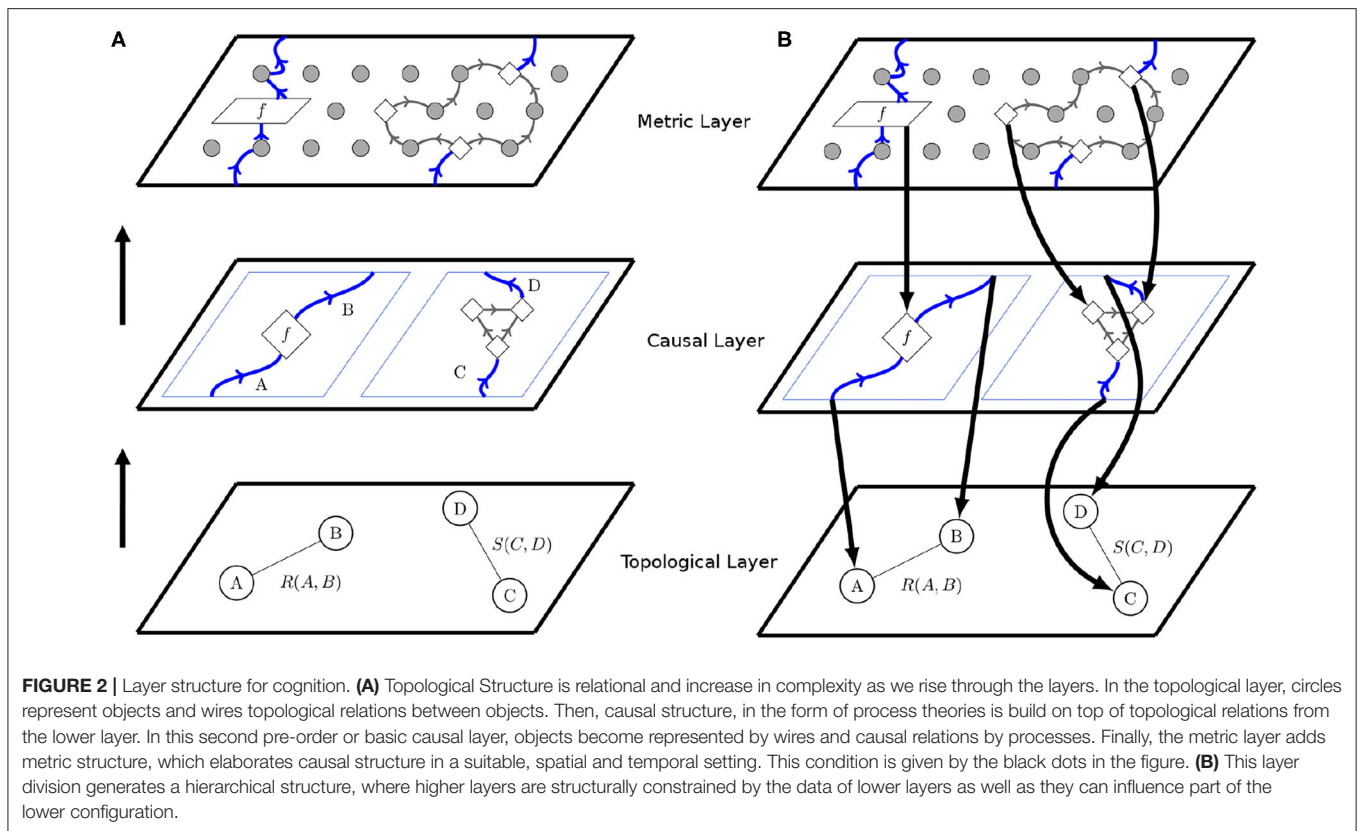 A
B
f
f
Metric Layer
B
D
f
A
C
Causal Layer
f
D
B
S(C, D)
A
R(A, B)
C
Topological Layer
D
B
S(C, D)
A
R(A, B)
C
FIGURE 2 | Layer structure for cognition. (A) Topological Structure is relational and increase in complexity as we rise through the layers. In the topological layer, circles
represent objects and wires topological relations between objects. Then, causal structure, in the form of process theories is build on top of topological relations from
the lower layer. In this second pre-order or basic causal layer, objects become represented by wires and causal relations by processes. Finally, the metric layer adds
metric structure, which elaborates causal structure in a suitable, spatial and temporal setting. This condition is given by the black dots in the figure. (B) This layer
division generates a hierarchical structure, where higher layers are structurally constrained by the data of lower layers as well as they can influence part of the
lower configuration.